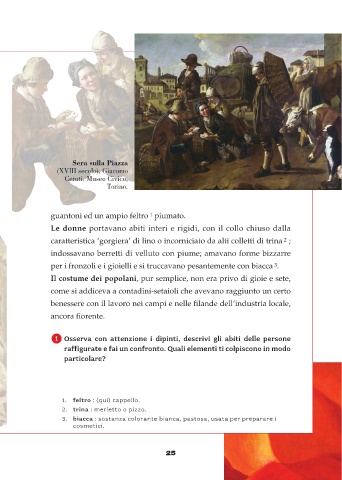 Sera sulla Piazza
(XVIII secolo), Giacomo
Ceruti. Museo Civico,
Torino.
guantoni ed un ampio feltro 1 piumato.
Le donne portavano abiti interi e rigidi, con il collo chiuso dalla
caratteristica ‘gorgiera’ di lino o incorniciato da alti colletti di trina 2 ;
indossavano berretti di velluto con piume; amavano forme bizzarre
per i fronzoli e i gioielli e si truccavano pesantemente con biacca 3.
Il costume dei popolani, pur semplice, non era privo di gioie e sete,
come si addiceva a contadini-setaioli che avevano raggiunto un certo
benessere con il lavoro nei campi e nelle filande dell’industria locale,
ancora fiorente.
1 Osserva con attenzione i dipinti, descrivi gli abiti delle persone
raffigurate e fai un confronto. Quali elementi ti colpiscono in modo
particolare?
1. feltro : (qui) cappello.
2. trina : merletto o pizzo.
3. biacca : sostanza colorante bianca, pastosa, usata per preparare i
cosmetici.
25